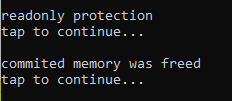 readonly protection
tap to continue...
commited memory was freed
tap to continue...